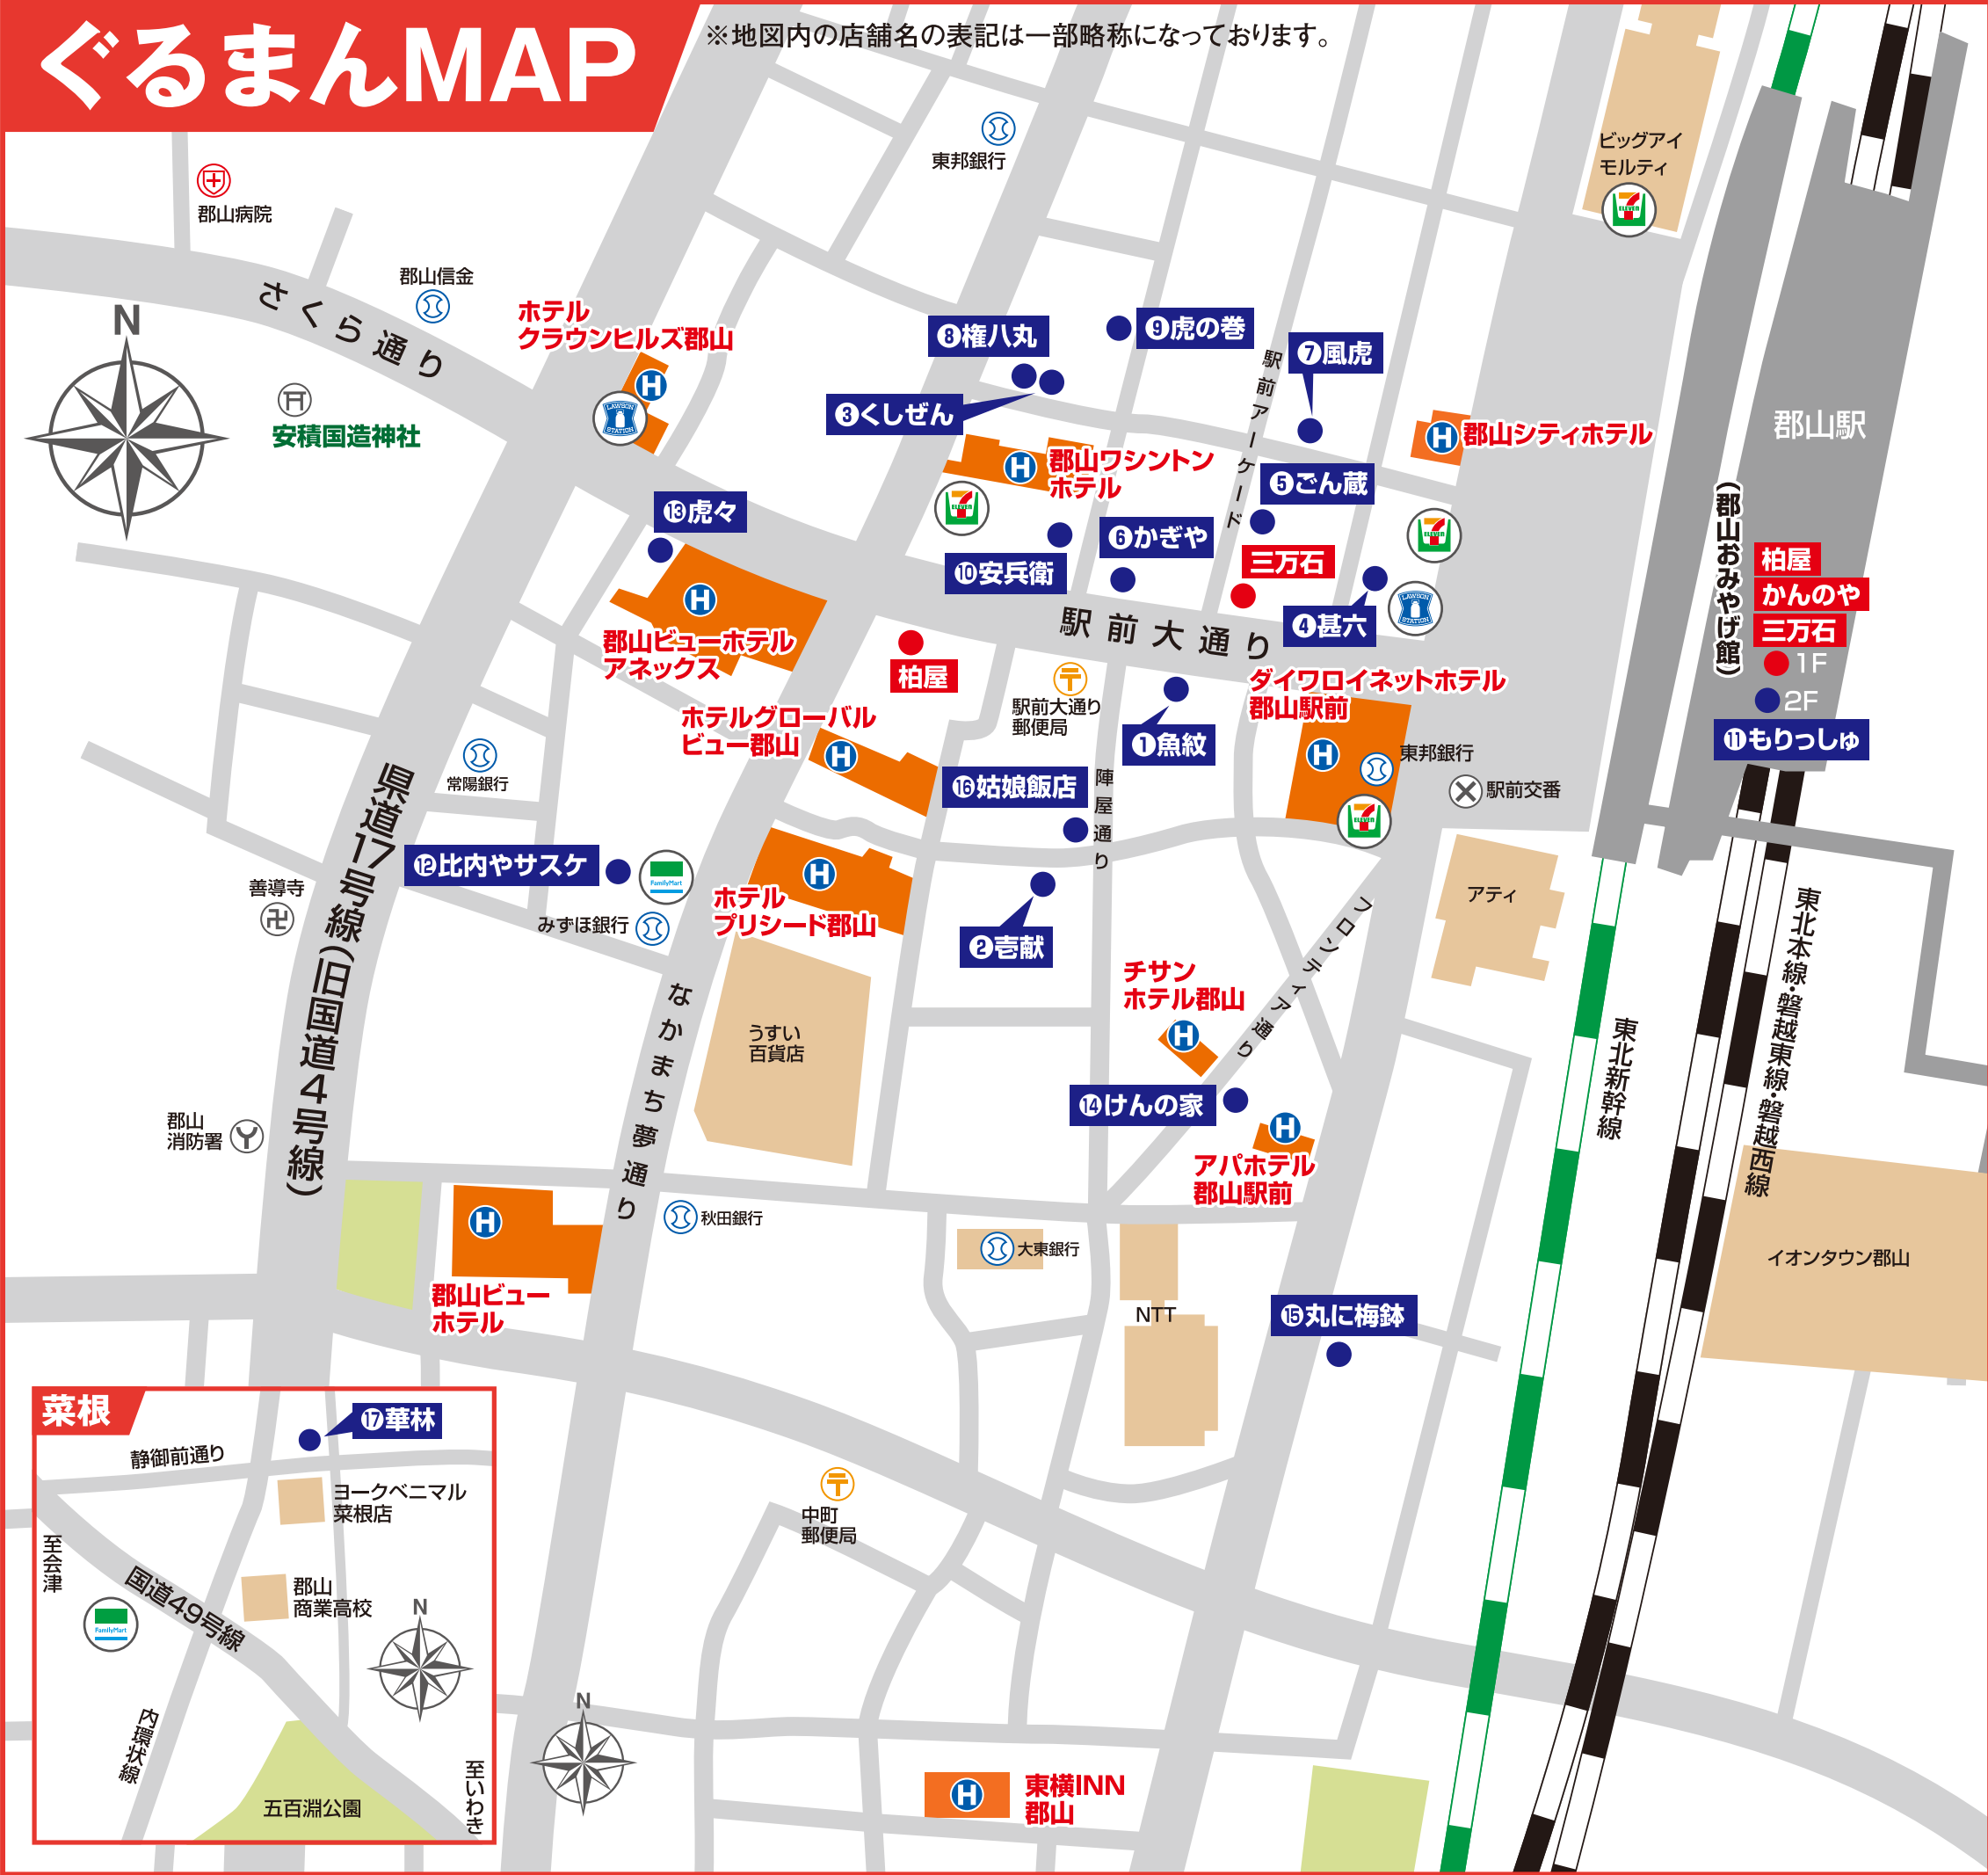 ぐるまんMAP
※地図内の店舗名の表記は一部略称になっております。
東邦銀行
ビッグアイ
モルティ
ELEVEN
郡山病院
郡山信金
さくら通り
N
安積国造神社
ホテル
クラウンヒルズ郡山
LAWSON
STATION
❽権八丸
❾虎の巻
❼風虎
❸くしぜん
駅前アーケード
郡山シティホテル
郡山駅
郡山ワシントン
ホテル
ELEVEN
❺ごん蔵
ELEVEN
⓭虎々
❻かぎや
❿安兵衛
三万石
LAWSON
STATION
❹甚六
(郡山おみやげ館)
柏屋
かんのや
三万石
1F
2F
⓫もりっしゅ
駅前大通り
郡山ビューホテル
アネックス
柏屋
駅前大通り
郵便局
❶魚紋
ダイワロイネットホテル
郡山駅前
東邦銀行
ELEVEN
駅前交番
ホテルグローバル
ビュー郡山
常陽銀行
⓰姑娘飯店
陣屋通り
県道17号線(旧国道4号線)
⓬比内やサスケ
FamilyMart
みずほ銀行
善導寺
ホテル
プリシード郡山
❷壱献
アティ
フロンティア通り
東北本線・磐越東線・磐越西線
東北新幹線
なかまち夢通り
うすい
百貨店
チサン
ホテル郡山
⓮けんの家
アパホテル
郡山駅前
郡山
消防署
秋田銀行
大東銀行
NTT
イオンタウン郡山
郡山ビュー
ホテル
⓯丸に梅鉢
中町
郵便局
N
東横INN
郡山
菜根
⓱華林
静御前通り
ヨークベニマル
菜根店
至会津
国道49号線
郡山
商業高校
FamilyMart
N
内環状線
五百淵公園
至いわき